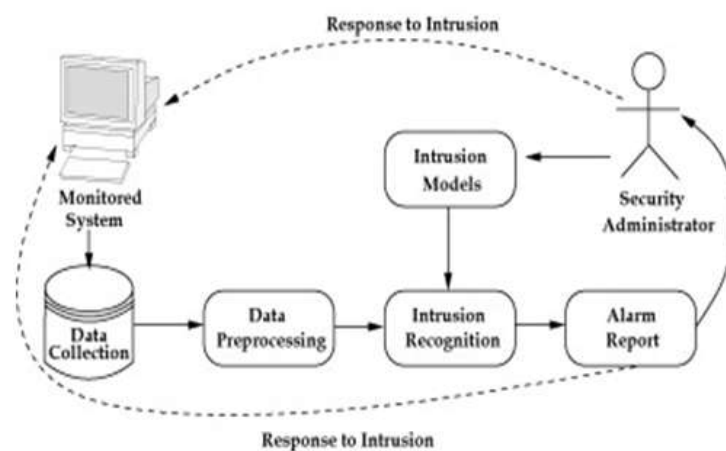 Response to Intrusion
Monitored
System
Intrusion
Models
Security
Administrator
Data
Collection
Data
Preprocessing
Intrusion
Recognition
Alarm
Report
Response to Intrusion